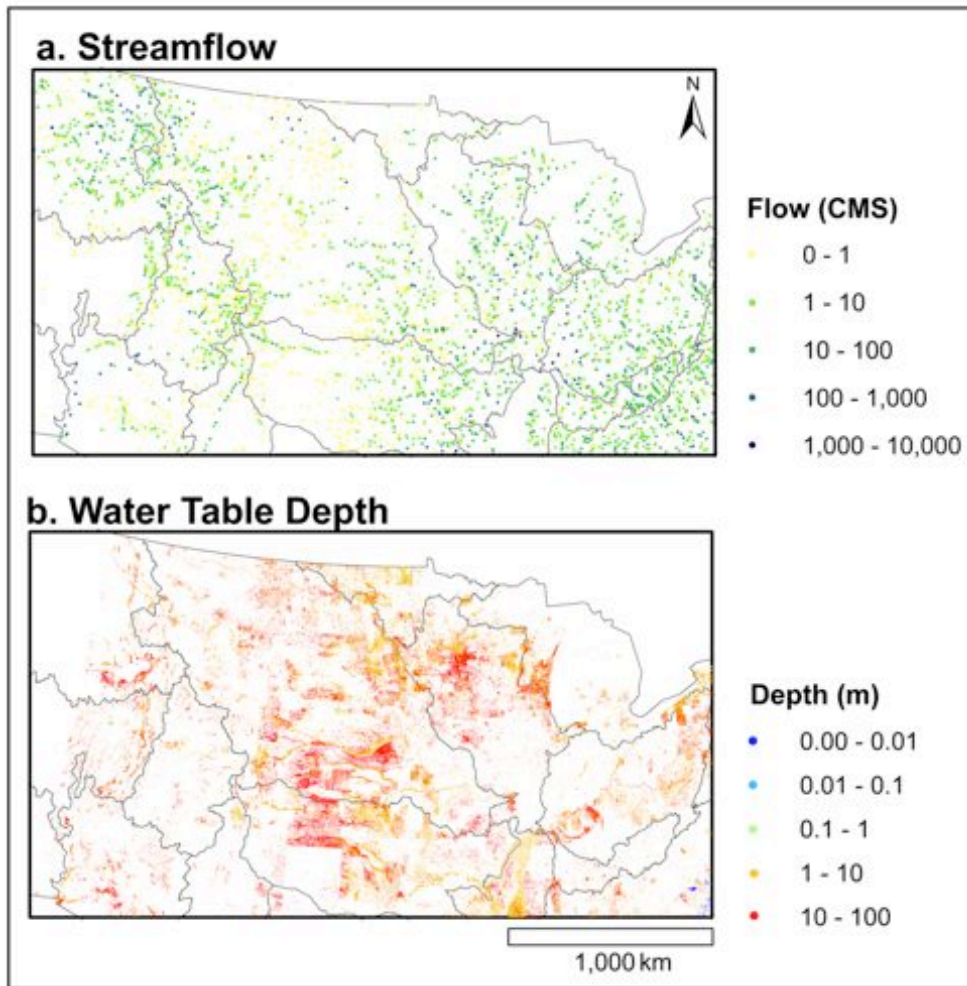 a. Streamflow
N
Flow (CMS)
0 - 1
1 - 10
10 - 100
100 - 1,000
1,000 - 10,000
b. Water Table Depth
Depth (m)
0.00 - 0.01
0.01 - 0.1
0.1 - 1
1 - 10
10 - 100
1,000 km